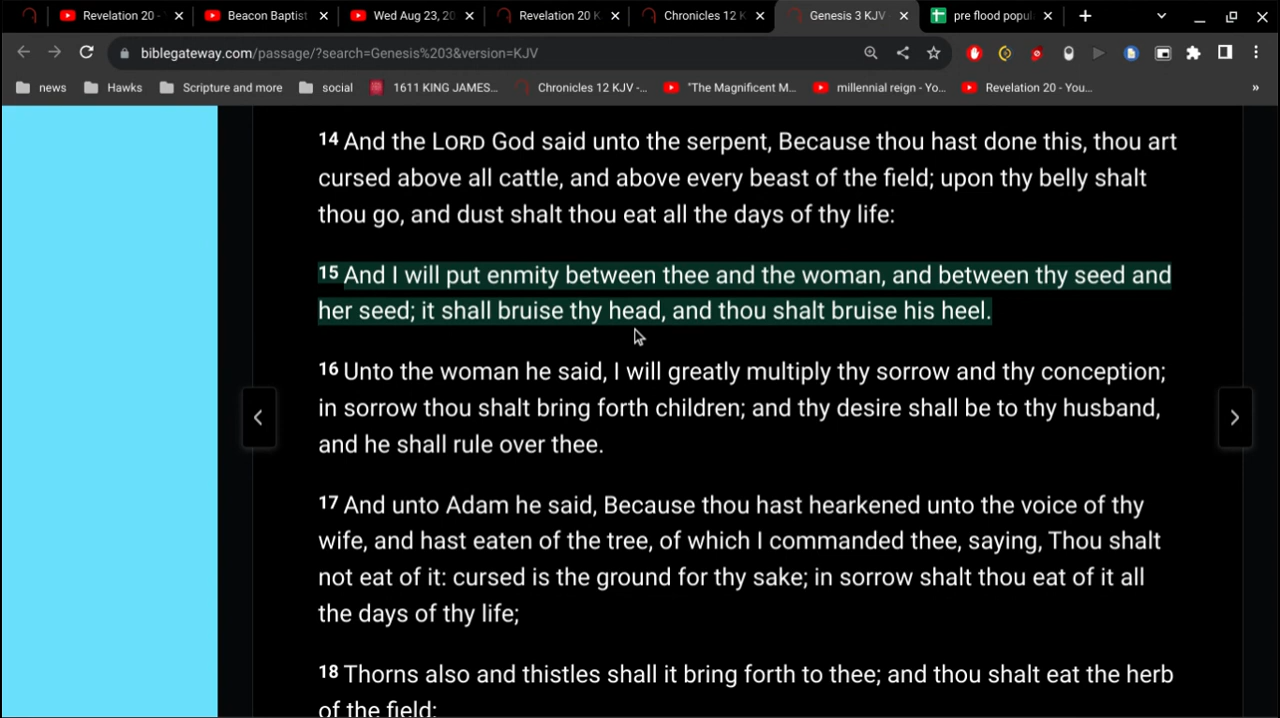 Revelation 20 - Beacon Baptist Wed Aug 23, 20 Revelation 20 K Chronicles 12 K Genesis 3 KJV - pre flood popu
biblegateway.com/passage/?search=Genesis%203&version=KJV
news Hawks Scripture and more social 1611 KING JAMES... Chronicles 12 KJV -... "The Magnificent M... millennial reign - Yo... Revelation 20 - You... »
14 And the LORD God said unto the serpent, Because thou hast done this, thou art
cursed above all cattle, and above every beast of the field; upon thy belly shalt
thou go, and dust shalt thou eat all the days of thy life:
15 And I will put enmity between thee and the woman, and between thy seed and
her seed; it shall bruise thy head, and thou shalt bruise his heel.
16 Unto the woman he said, I will greatly multiply thy sorrow and thy conception;
in sorrow thou shalt bring forth children; and thy desire shall be to thy husband,
and he shall rule over thee.
17 And unto Adam he said, Because thou hast hearkened unto the voice of thy
wife, and hast eaten of the tree, of which I commanded thee, saying, Thou shalt
not eat of it: cursed is the ground for thy sake; in sorrow shalt thou eat of it all
the days of thy life;
18 Thorns also and thistles shall it bring forth to thee; and thou shalt eat the herb
of the field;